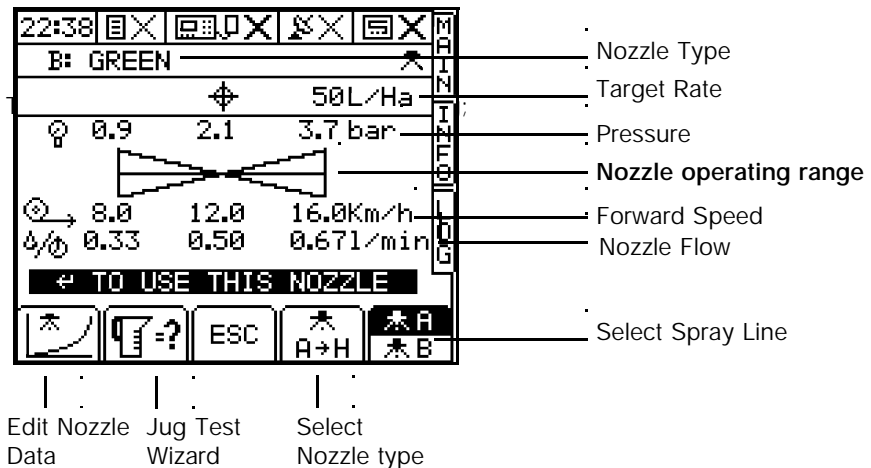 22:38
MAIN
INFO
LOG
B: GREEN
50L/Ha
0.9 2.1 3.7 bar
8.0 12.0 16.0Km/h
0.33 0.50 0.67l/min
↵ TO USE THIS NOZZLE
=?
ESC
A→H
A
B
Nozzle Type
Target Rate
Pressure
Nozzle operating range
Forward Speed
Nozzle Flow
Select Spray Line
Edit Nozzle
Data
Jug Test
Wizard
Select
Nozzle type